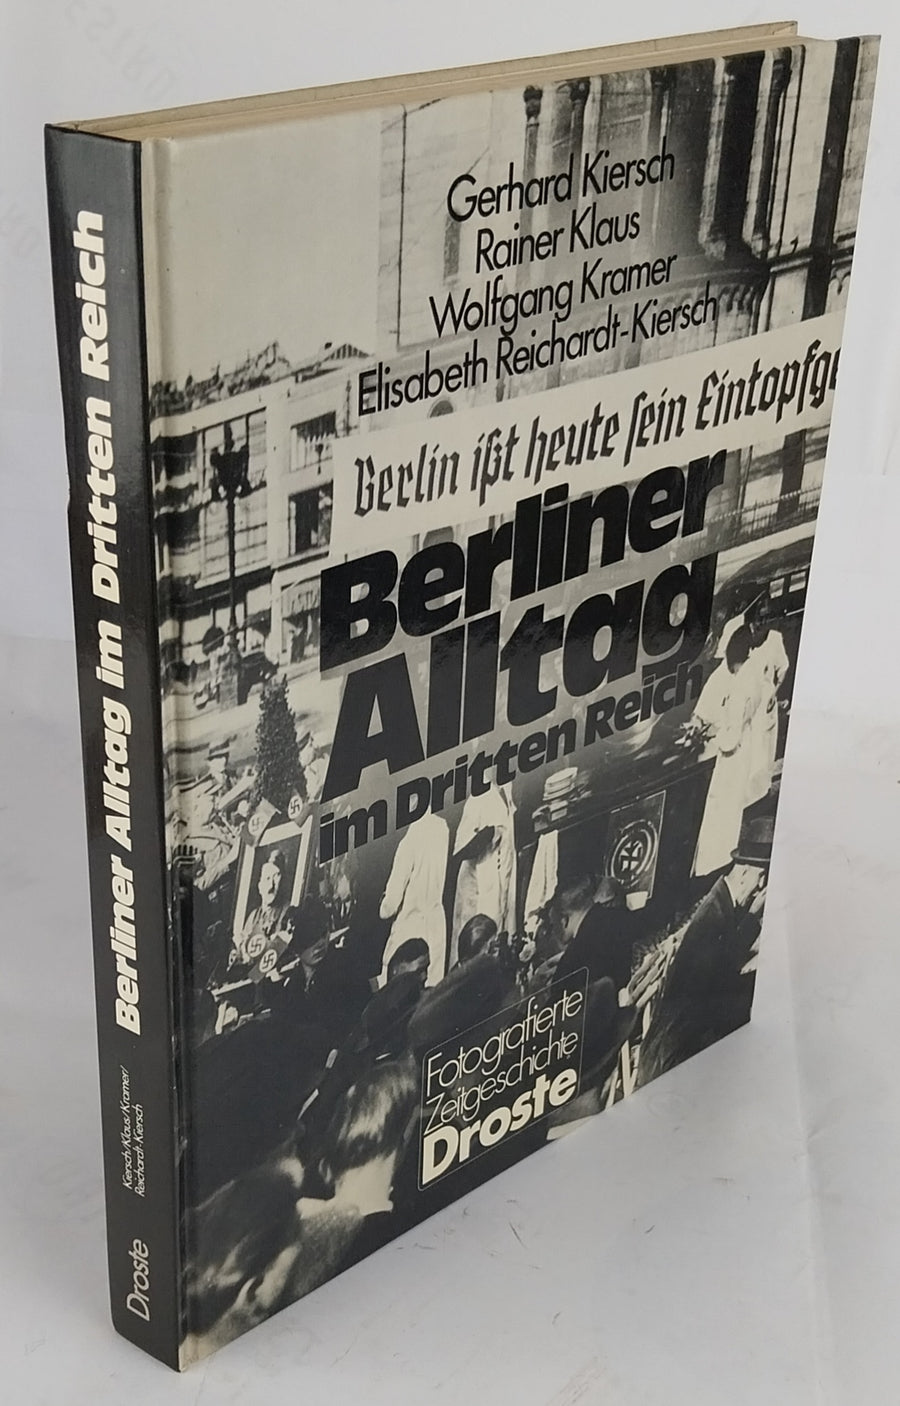 Gerhard Kiersch
Rainer Klaus
Wolfgang Kramer
Elisabeth Reichardt-Kiersch
Berlin ißt heute sein Eintopfge
Berliner
Alltag
im Dritten Reich
Fotografierte
Zeitgeschichte
Droste
Berliner Alltag im Dritten Reich
Kiersch/Klaus/Kramer/
Reichardt-Kiersch
Droste